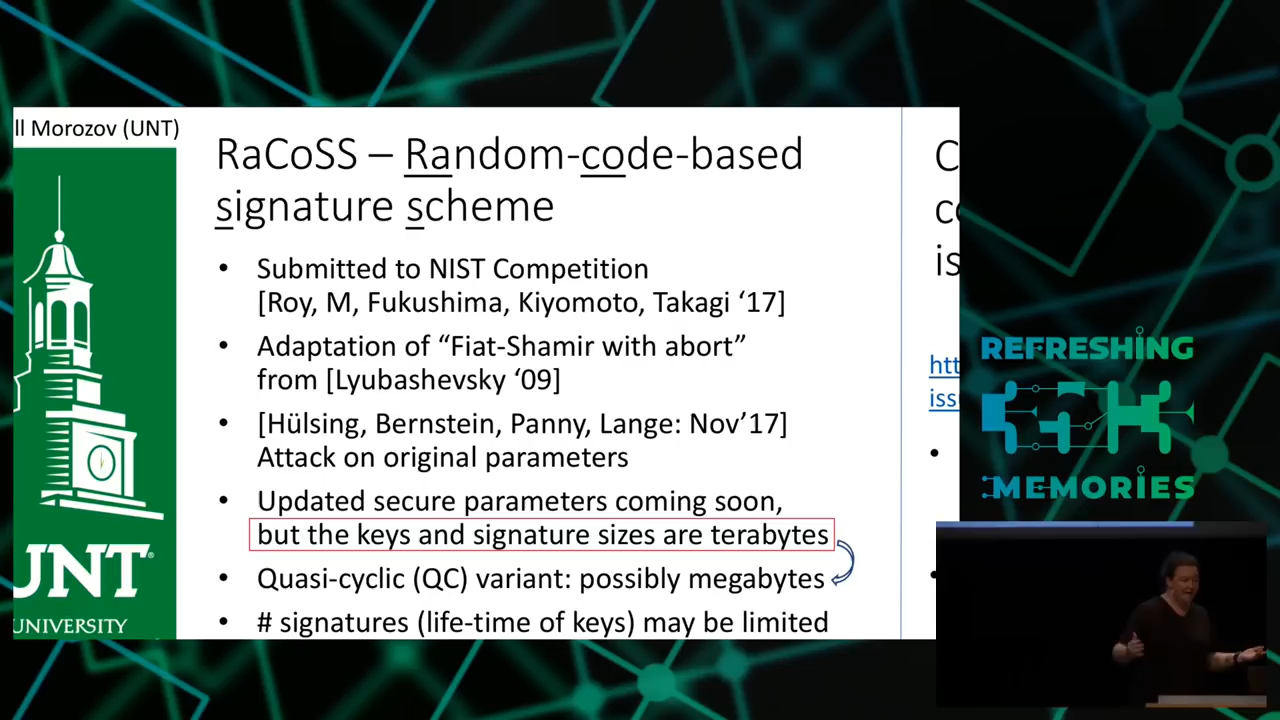 ll Morozov (UNT)
RaCoSS – Random-code-based
signature scheme
• Submitted to NIST Competition
[Roy, M, Fukushima, Kiyomoto, Takagi ‘17]
• Adaptation of “Fiat-Shamir with abort”
from [Lyubashevsky ‘09]
• [Hülsing, Bernstein, Panny, Lange: Nov’17]
Attack on original parameters
• Updated secure parameters coming soon,
but the keys and signature sizes are terabytes
• Quasi-cyclic (QC) variant: possibly megabytes
• # signatures (life-time of keys) may be limited
UNT®
UNIVERSITY
C
co
is
htt
iss
•
•
REFRESHING
MEMORIES